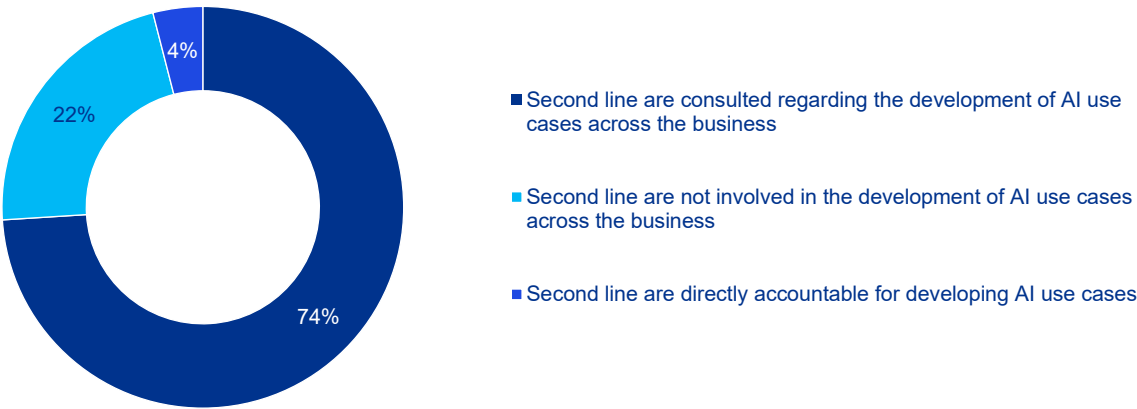 4%
22%
74%
Second line are consulted regarding the development of AI use
cases across the business
Second line are not involved in the development of AI use cases
across the business
Second line are directly accountable for developing AI use cases